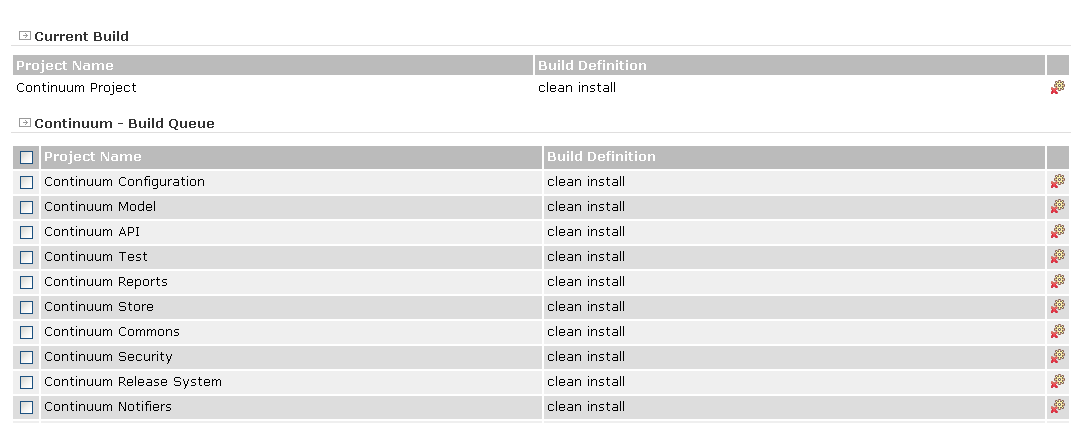 Current Build
Project Name Build Definition
Continuum Project clean install
Continuum - Build Queue
Project Name Build Definition
Continuum Configuration clean install
Continuum Model clean install
Continuum API clean install
Continuum Test clean install
Continuum Reports clean install
Continuum Store clean install
Continuum Commons clean install
Continuum Security clean install
Continuum Release System clean install
Continuum Notifiers clean install